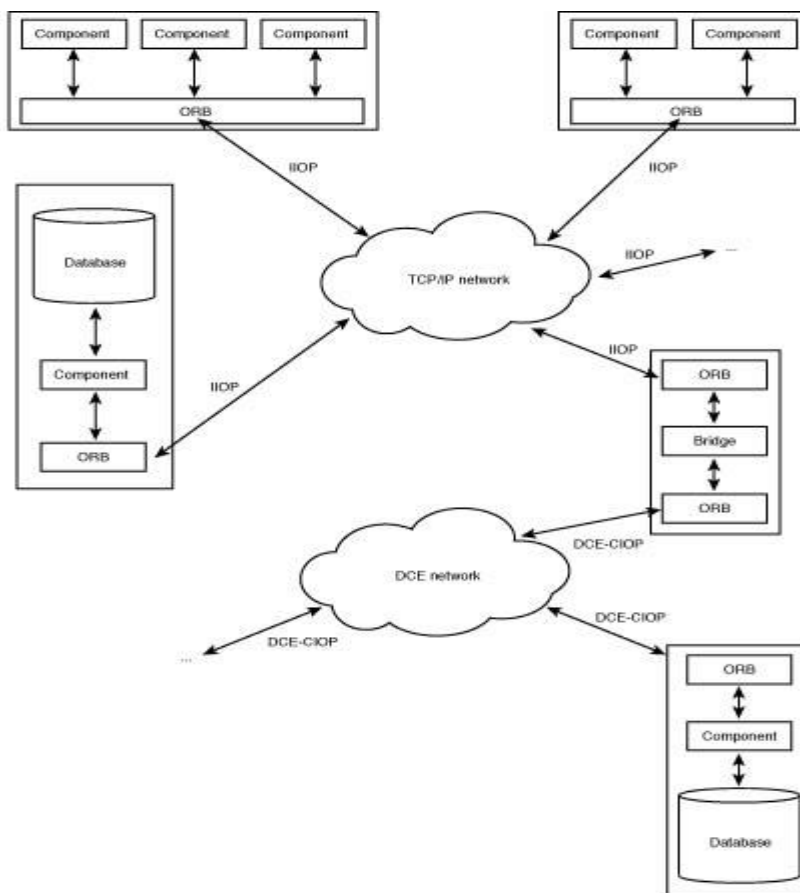 Component
Component
Component
ORB
Component
Component
ORB
IIOP
IIOP
Database
Component
ORB
IIOP
TCP/IP network
IIOP
...
IIOP
ORB
Bridge
ORB
DCE-CIOP
DCE network
DCE-CIOP
...
DCE-CIOP
ORB
Component
Database